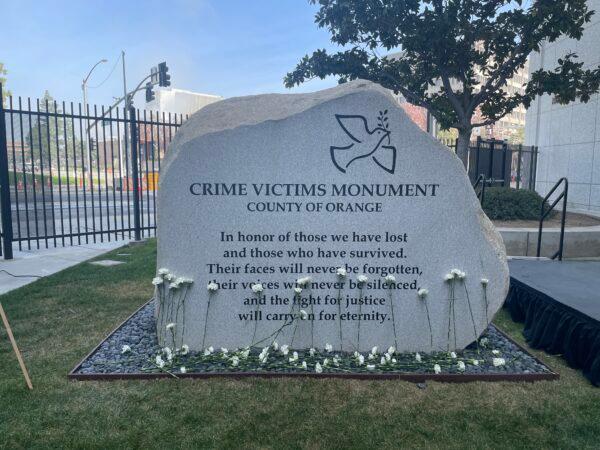 CRIME VICTIMS MONUMENT
COUNTY OF ORANGE
In honor of those we have lost
and those who have survived.
Their faces will never be forgotten,
their voices will never be silenced,
and the fight for justice
will carry on for eternity.